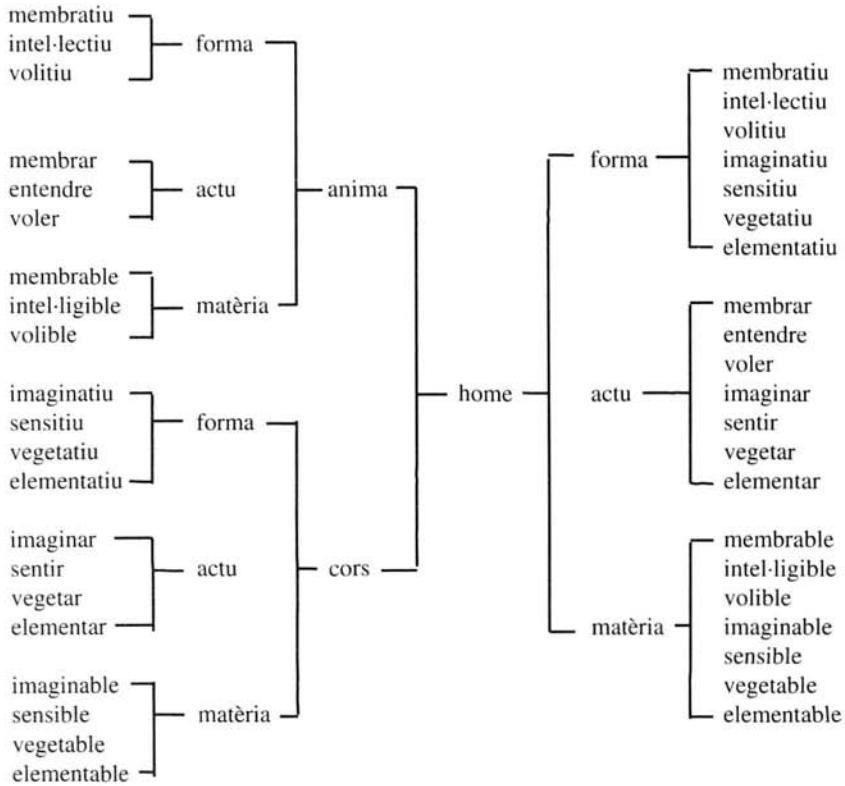 membratiu
intel·lectiu
volitiu
forma
membrar
entendre
voler
actu
membrable
intel·ligible
volible
matèria
anima
imaginatiu
sensitiu
vegetatiu
elementatiu
forma
imaginar
sentir
vegetar
elementar
actu
imaginable
sensible
vegetable
elementable
matèria
cors
home
forma
membratiu
intel·lectiu
volitiu
imaginatiu
sensitiu
vegetatiu
elementatiu
actu
membrar
entendre
voler
imaginar
sentir
vegetar
elementar
matèria
membrable
intel·ligible
volible
imaginable
sensible
vegetable
elementable